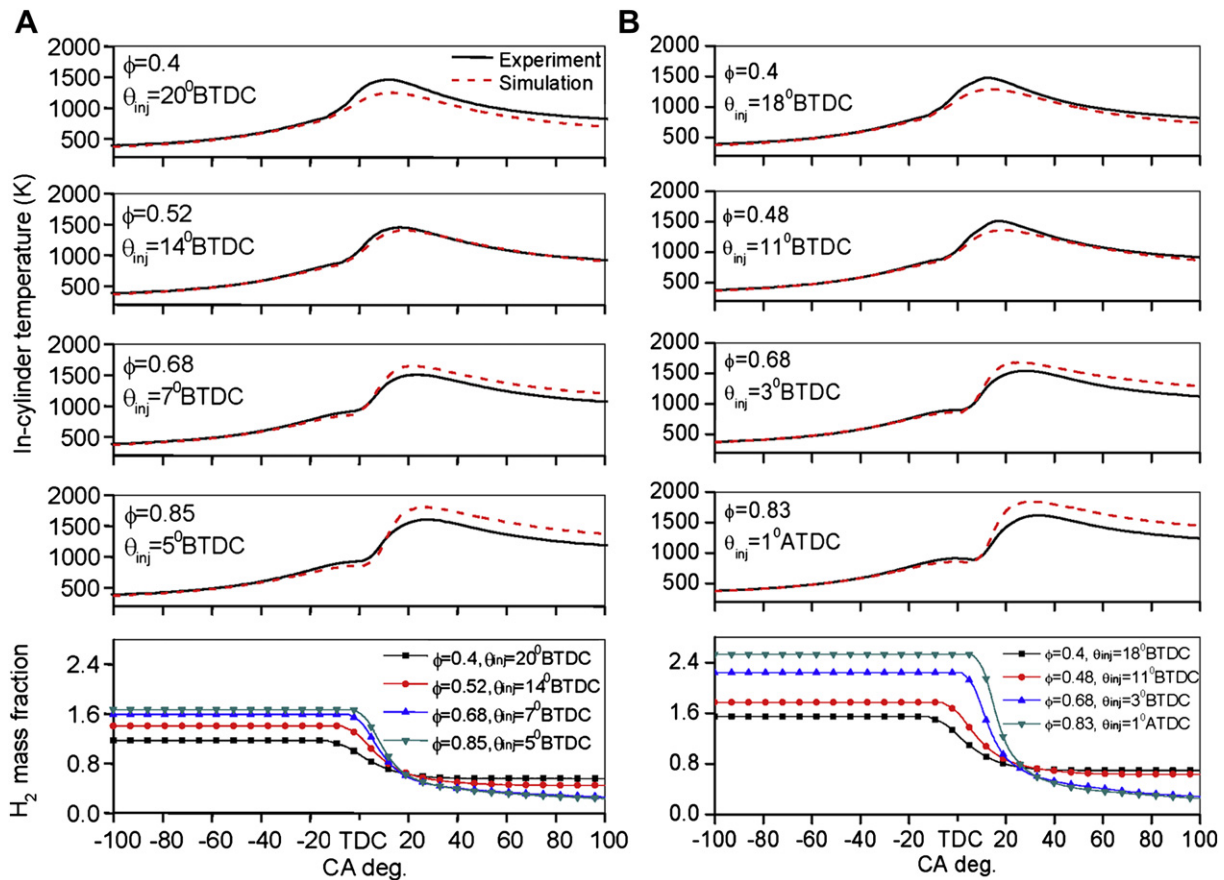 A
B
2000
1500
1000
500
ϕ=0.4
θinj=20⁰BTDC
Experiment
Simulation
2000
1500
1000
500
ϕ=0.4
θinj=18⁰BTDC
2000
1500
1000
500
ϕ=0.52
θinj=14⁰BTDC
2000
1500
1000
500
ϕ=0.48
θinj=11⁰BTDC
In-cylinder temperature (K)
2000
1500
1000
500
ϕ=0.68
θinj=7⁰BTDC
2000
1500
1000
500
ϕ=0.68
θinj=3⁰BTDC
2000
1500
1000
500
ϕ=0.85
θinj=5⁰BTDC
2000
1500
1000
500
ϕ=0.83
θinj=1⁰ATDC
H₂ mass fraction
2.4
1.6
0.8
0.0
ϕ=0.4,θinj=20⁰BTDC
ϕ=0.52,θinj=14⁰BTDC
ϕ=0.68,θinj=7⁰BTDC
ϕ=0.85,θinj=5⁰BTDC
-100 -80 -60 -40 -20 TDC 20 40 60 80 100
CA deg.
2.4
1.6
0.8
0.0
ϕ=0.4, θinj=18⁰BTDC
ϕ=0.48, θinj=11⁰BTDC
ϕ=0.68, θinj=3⁰BTDC
ϕ=0.83, θinj=1⁰ATDC
-100 -80 -60 -40 -20 TDC 20 40 60 80 100
CA deg.